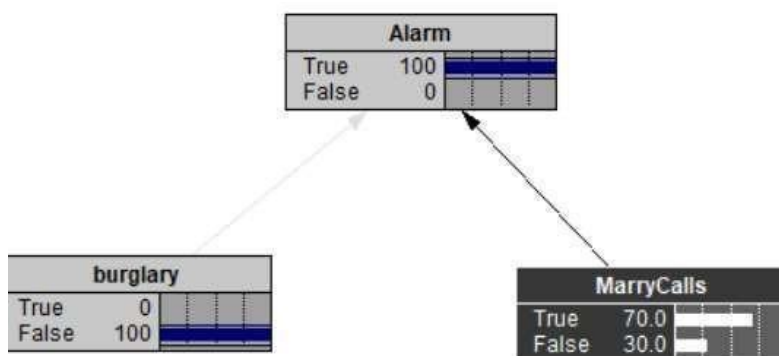 Alarm
True 100
False 0
burglary
True 0
False 100
MarryCalls
True 70.0
False 30.0